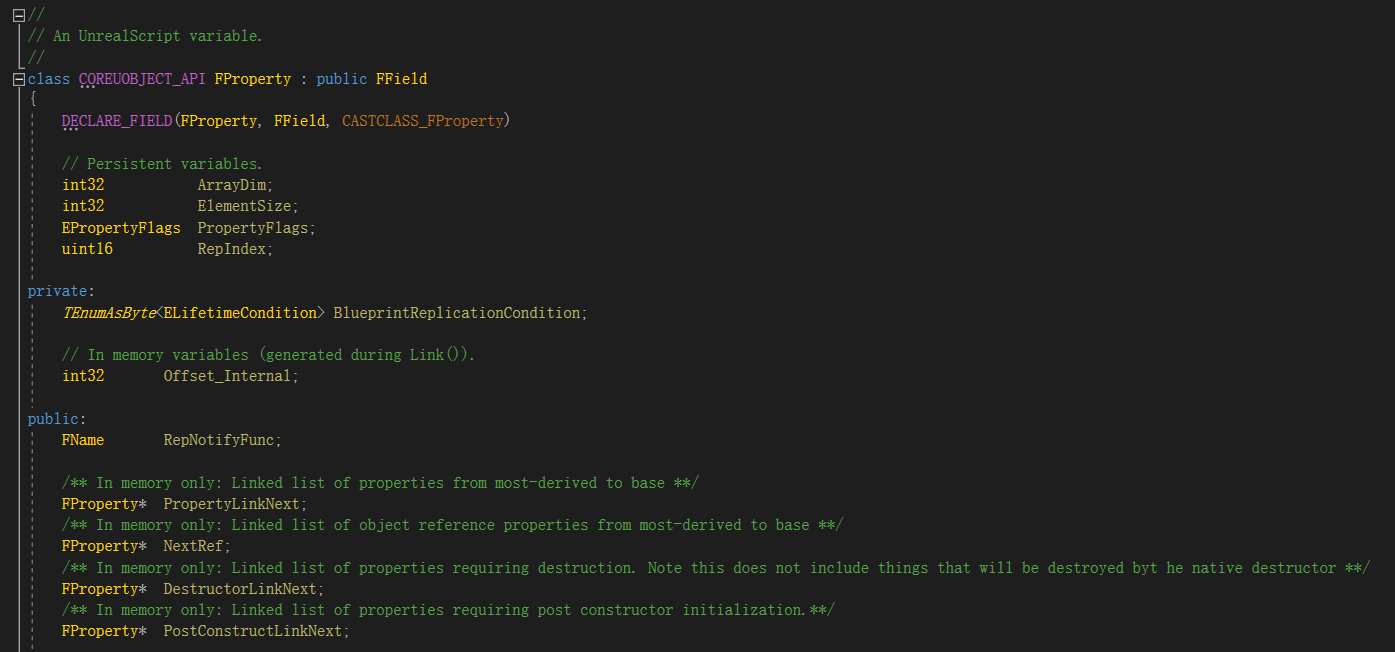 //
// An UnrealScript variable.
//
class COREUOBJECT_API FProperty : public FField
{
DECLARE_FIELD(FProperty, FField, CASTCLASS_FProperty)
// Persistent variables.
int32 ArrayDim;
int32 ElementSize;
EPropertyFlags PropertyFlags;
uint16 RepIndex;
private:
TEnumAsByte<ELifetimeCondition> BlueprintReplicationCondition;
// In memory variables (generated during Link()).
int32 Offset_Internal;
public:
FName RepNotifyFunc;
/** In memory only: Linked list of properties from most-derived to base **/
FProperty* PropertyLinkNext;
/** In memory only: Linked list of object reference properties from most-derived to base **/
FProperty* NextRef;
/** In memory only: Linked list of properties requiring destruction. Note this does not include things that will be destroyed byt he native destructor **/
FProperty* DestructorLinkNext;
/** In memory only: Linked list of properties requiring post constructor initialization.**/
FProperty* PostConstructLinkNext;